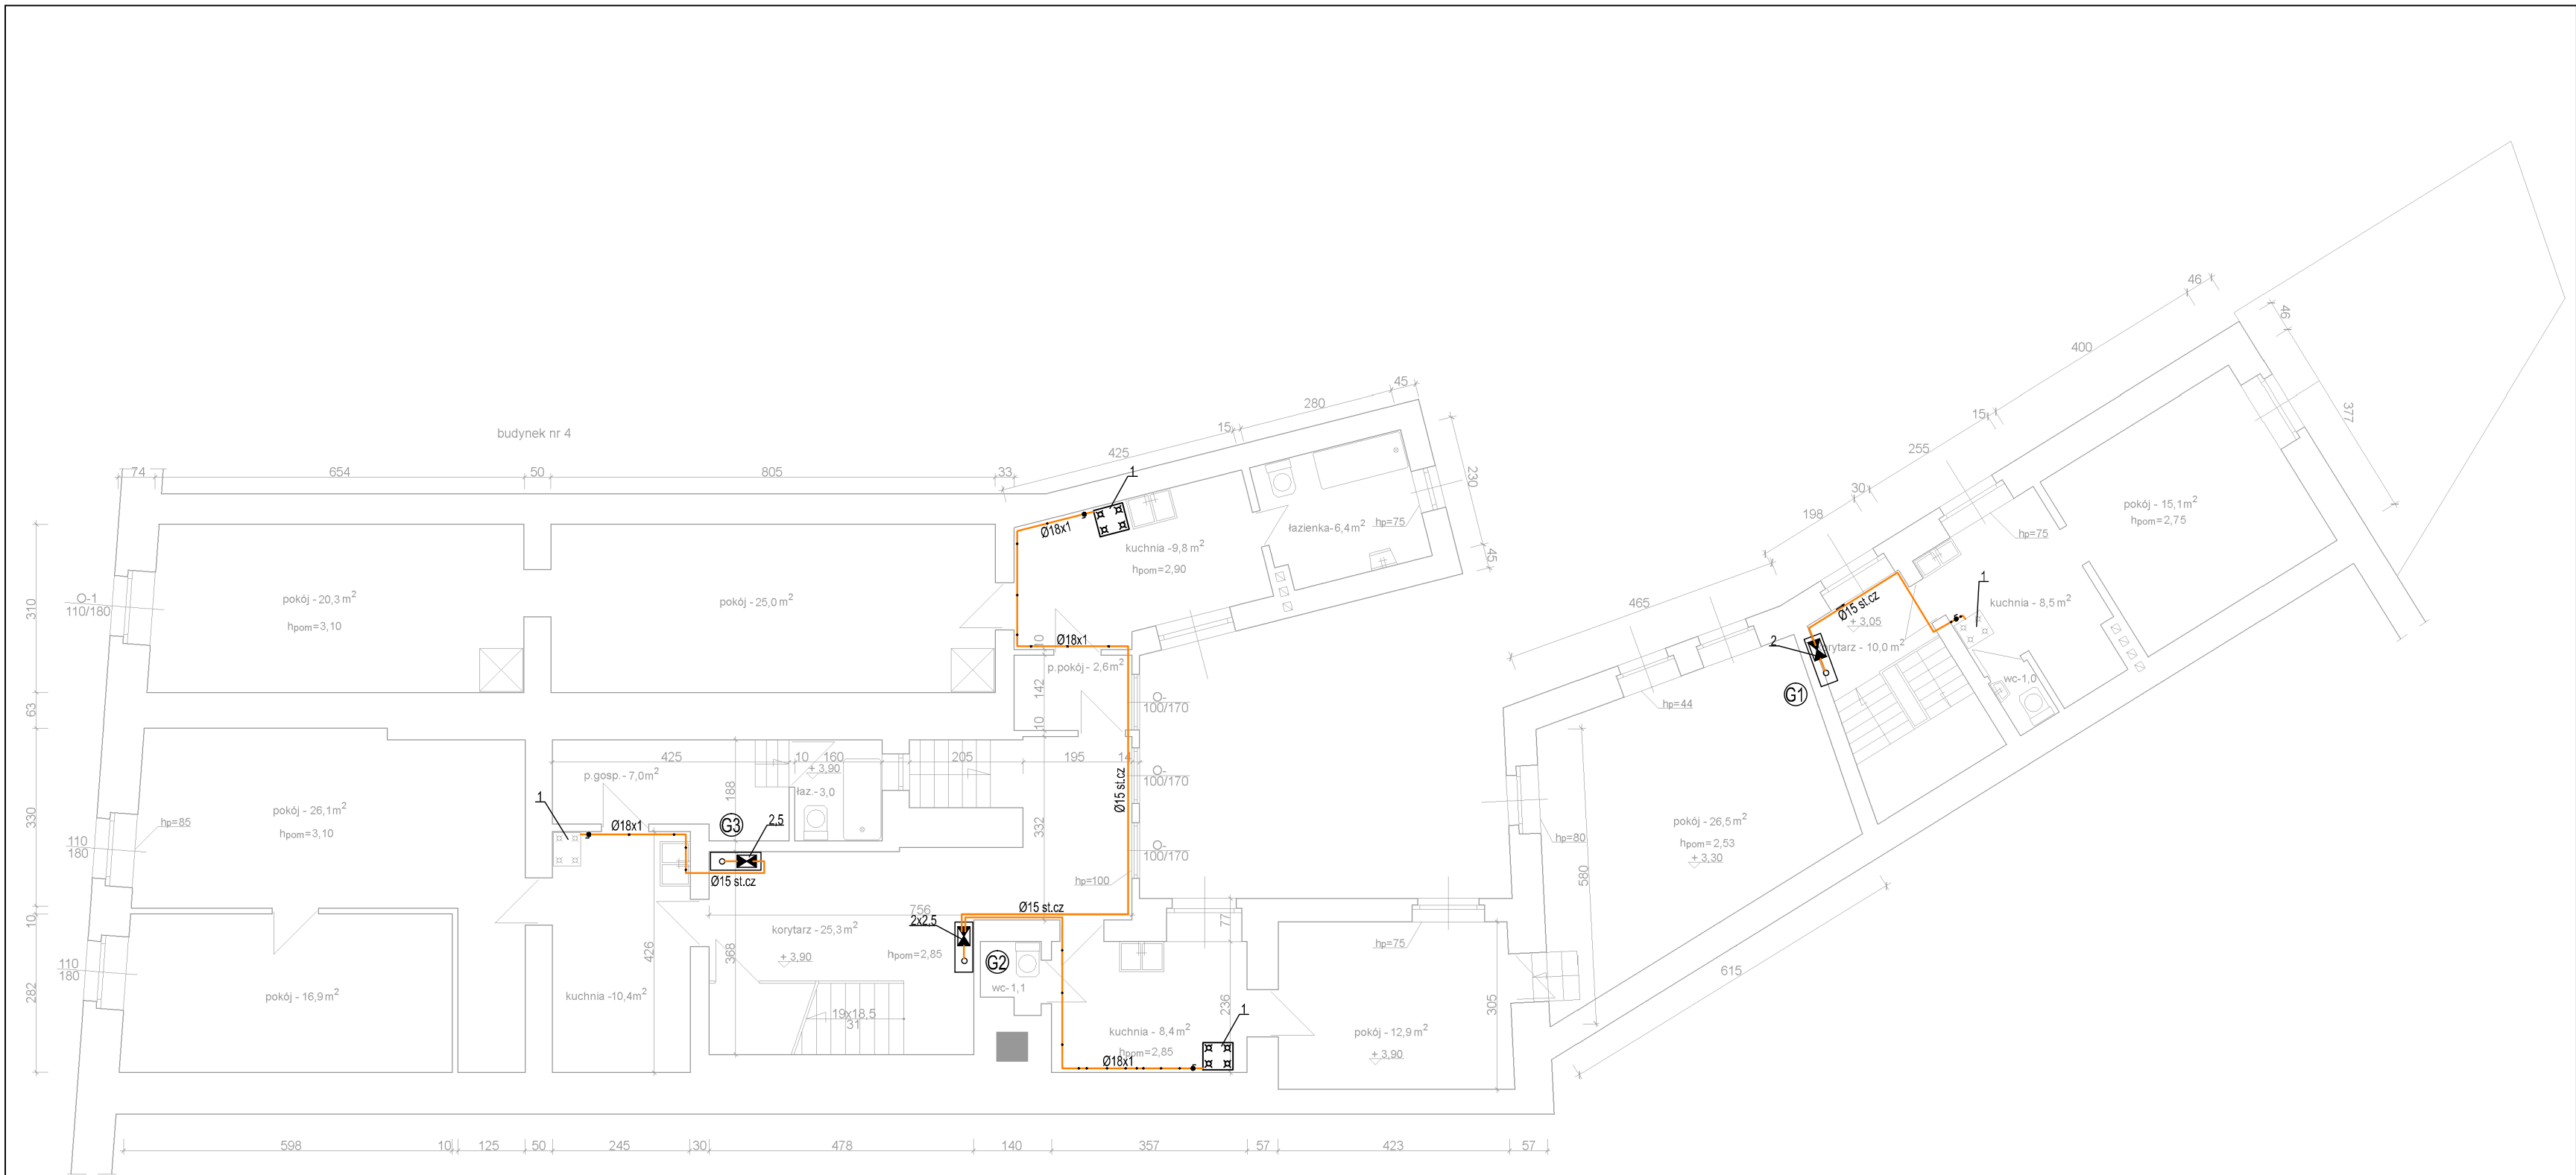 budynek nr 4
74
654
50
805
33
425
15
280
45
230
45
46
400
46
377
15
255
30
198
465
1
Ø18x1
kuchnia -9,8 m²
hpom=2,90
łazienka-6,4m²
hp=75
pokój - 15,1m²
hpom=2,75
hp=75
1
kuchnia - 8,5 m²
Ø15 st.cz
+ 3,05
2
G1
wc-1,0
O-1
110/180
310
pokój - 20,3 m²
hpom=3,10
pokój - 25,0 m²
Ø18x1
10
p.pokój - 2,6m²
142
10
O-
100/170
O-
100/170
O-
100/170
hp=44
63
330
10
282
425
10
160
205
195
14
p.gosp.- 7,0m²
+ 3,90
łaz.-3,0
188
332
Ø15 st.cz
pokój - 26,1m²
hpom=3,10
hp=85
110
180
1
Ø18x1
G3
2,5
Ø15 st.cz
hp=100
hp=80
pokój - 26,5m²
hpom=2,53
+ 3,30
580
615
756
Ø15 st.cz
2x2,5
korytarz - 25,3m²
+ 3,90
hpom=2,85
368
426
77
hp=75
G2
wc-1,1
110
180
pokój - 16,9m²
kuchnia -10,4m²
19x18,5
31
236
305
1
kuchnia - 8,4 m²
hpom=2,85
Ø18x1
pokój - 12,9m²
+ 3,90
598
10
125
50
245
30
478
140
357
57
423
57